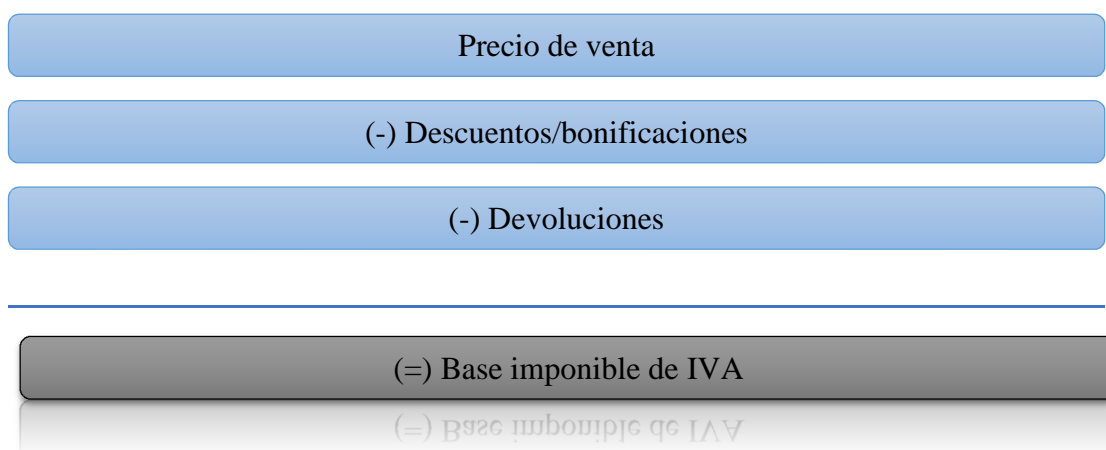 Precio de venta
(-) Descuentos/bonificaciones
(-) Devoluciones
(=) Base imponible de IVA